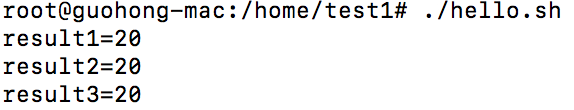 root@guohong-mac:/home/test1# ./hello.sh
result1=20
result2=20
result3=20